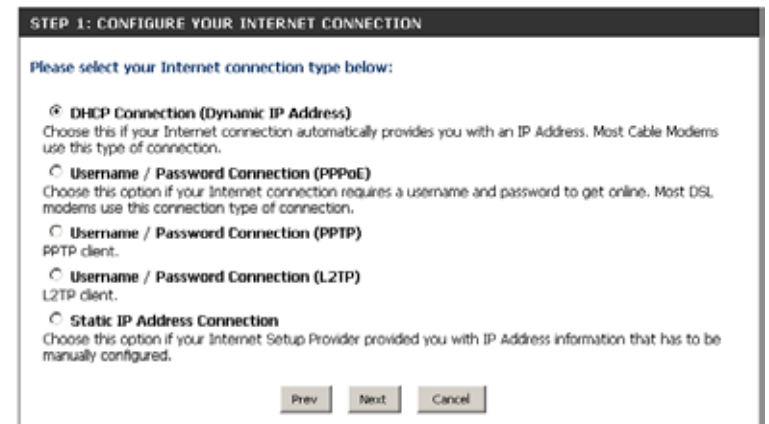 STEP 1: CONFIGURE YOUR INTERNET CONNECTION
Please select your Internet connection type below:
DHCP Connection (Dynamic IP Address)
Choose this if your Internet connection automatically provides you with an IP Address. Most Cable Modems
use this type of connection.
Username / Password Connection (PPPoE)
Choose this option if your Internet connection requires a username and password to get online. Most DSL
modems use this connection type of connection.
Username / Password Connection (PPTP)
PPTP client.
Username / Password Connection (L2TP)
L2TP client.
Static IP Address Connection
Choose this option if your Internet Setup Provider provided you with IP Address information that has to be
manually configured.
Prev Next Cancel